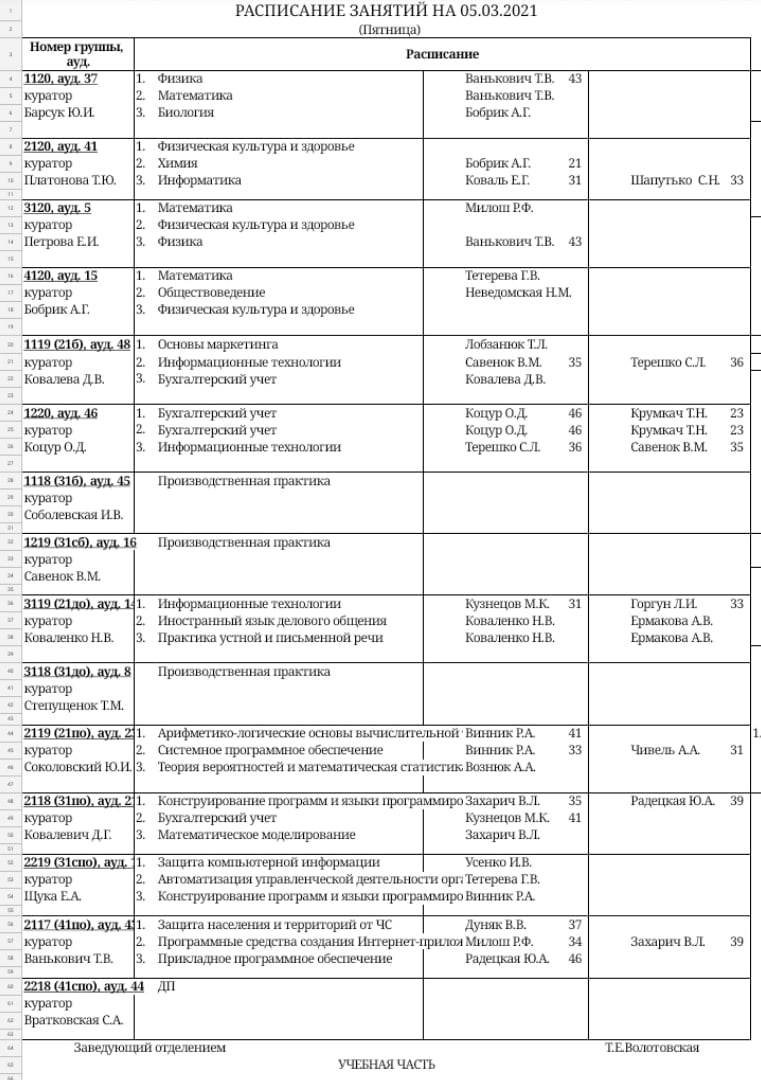 РАСПИСАНИЕ ЗАНЯТИЙ НА 05.03.2021
(Пятница)
Номер группы, ауд. Расписание
1120, ауд. 37 1. Физика Ванькович Т.В. 43
куратор 2. Математика Ванькович Т.В.
Барсук Ю.И. 3. Биология Бобрик А.Г.
2120, ауд. 41 1. Физическая культура и здоровье
куратор 2. Химия Бобрик А.Г. 21
Платонова Т.Ю. 3. Информатика Коваль Е.Г. 31 Шапутько С.Н. 33
3120, ауд. 5 1. Математика Милош Р.Ф.
куратор 2. Физическая культура и здоровье
Петрова Е.И. 3. Физика Ванькович Т.В. 43
4120, ауд. 15 1. Математика Тетерева Г.В.
куратор 2. Обществоведение Неведомская Н.М.
Бобрик А.Г. 3. Физическая культура и здоровье
1119 (21б), ауд. 48 1. Основы маркетинга Лобзанюк Т.Л.
куратор 2. Информационные технологии Савенок В.М. 35 Терешко С.Л. 36
Ковалева Д.В. 3. Бухгалтерский учет Ковалева Д.В.
1220, ауд. 46 1. Бухгалтерский учет Коцур О.Д. 46 Крумкач Т.Н. 23
куратор 2. Бухгалтерский учет Коцур О.Д. 46 Крумкач Т.Н. 23
Коцур О.Д. 3. Информационные технологии Терешко С.Л. 36 Савенок В.М. 35
1118 (31б), ауд. 45 Производственная практика
куратор
Соболевская И.В.
1219 (31сб), ауд. 16 Производственная практика
куратор
Савенок В.М.
3119 (21до), ауд. 14 1. Информационные технологии Кузнецов М.К. 31 Горгун Л.И. 33
куратор 2. Иностранный язык делового общения Коваленко Н.В. Ермакова А.В.
Коваленко Н.В. 3. Практика устной и письменной речи Коваленко Н.В. Ермакова А.В.
3118 (31до), ауд. 8 Производственная практика
куратор
Степущенок Т.М.
2119 (21по), ауд. 2 1. Арифметико-логические основы вычислительной Винник Р.А. 41 1.
куратор 2. Системное программное обеспечение Винник Р.А. 33 Чивель А.А. 31
Соколовский Ю.И. 3. Теория вероятностей и математическая статистик Вознюк А.А.
2118 (31по), ауд. 2 1. Конструирование программ и языки программиро Захарич В.Л. 35 Радецкая Ю.А. 39
куратор 2. Бухгалтерский учет Кузнецов М.К. 41
Ковалевич Д.Г. 3. Математическое моделирование Захарич В.Л.
2219 (31спо), ауд. 1. Защита компьютерной информации Усенко И.В.
куратор 2. Автоматизация управленческой деятельности орга Тетерева Г.В.
Щука Е.А. 3. Конструирование программ и языки программиро Винник Р.А.
2117 (41по), ауд. 4 1. Защита населения и территорий от ЧС Дуняк В.В. 37
куратор 2. Программные средства создания Интернет-прилож Милош Р.Ф. 34 Захарич В.Л. 39
Ванькович Т.В. 3. Прикладное программное обеспечение Радецкая Ю.А. 46
2218 (41спо), ауд. 44 ДП
куратор
Вратковская С.А.
Заведующий отделением Т.Е.Волотовская
УЧЕБНАЯ ЧАСТЬ